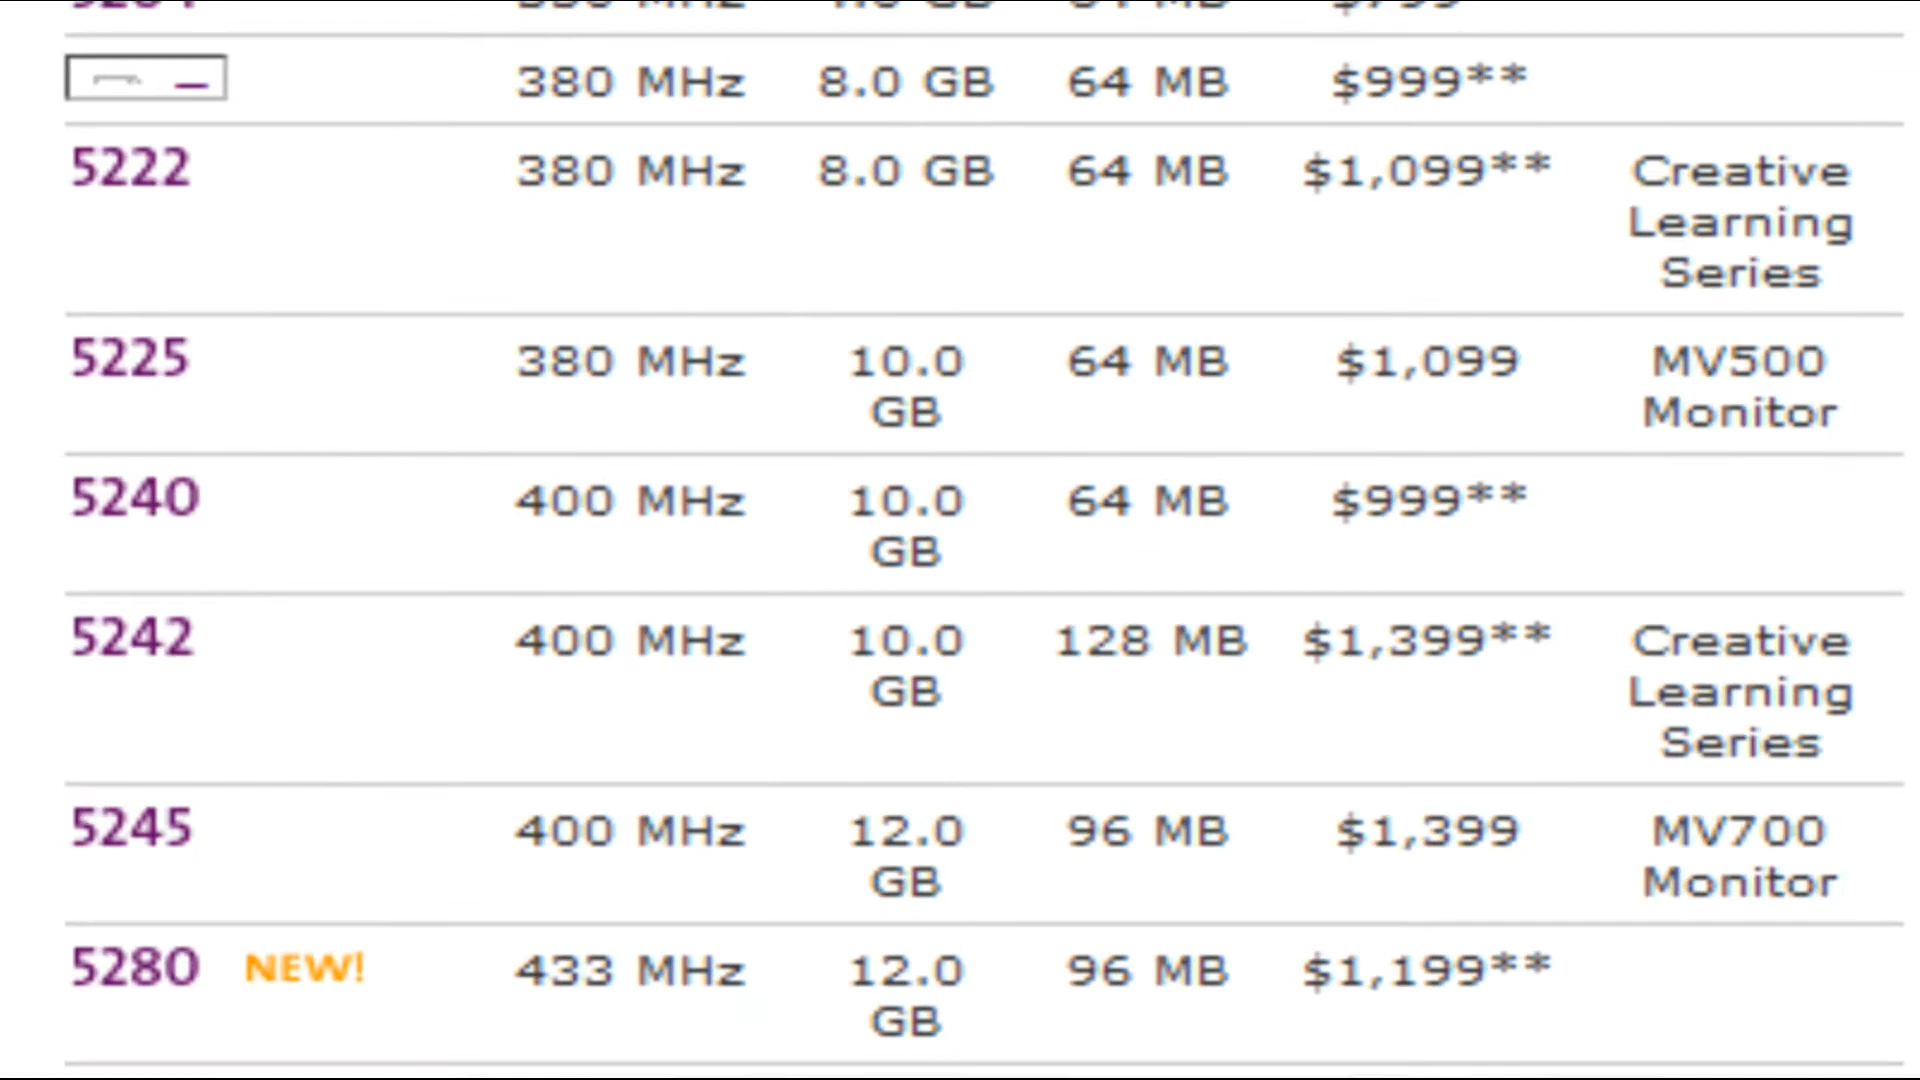 380 MHz 8.0 GB 64 MB $999**
5222 380 MHz 8.0 GB 64 MB $1,099** Creative
Learning
Series
5225 380 MHz 10.0 64 MB $1,099 MV500
GB Monitor
5240 400 MHz 10.0 64 MB $999**
GB
5242 400 MHz 10.0 128 MB $1,399** Creative
GB Learning
Series
5245 400 MHz 12.0 96 MB $1,399 MV700
GB Monitor
5280 NEW! 433 MHz 12.0 96 MB $1,199**
GB